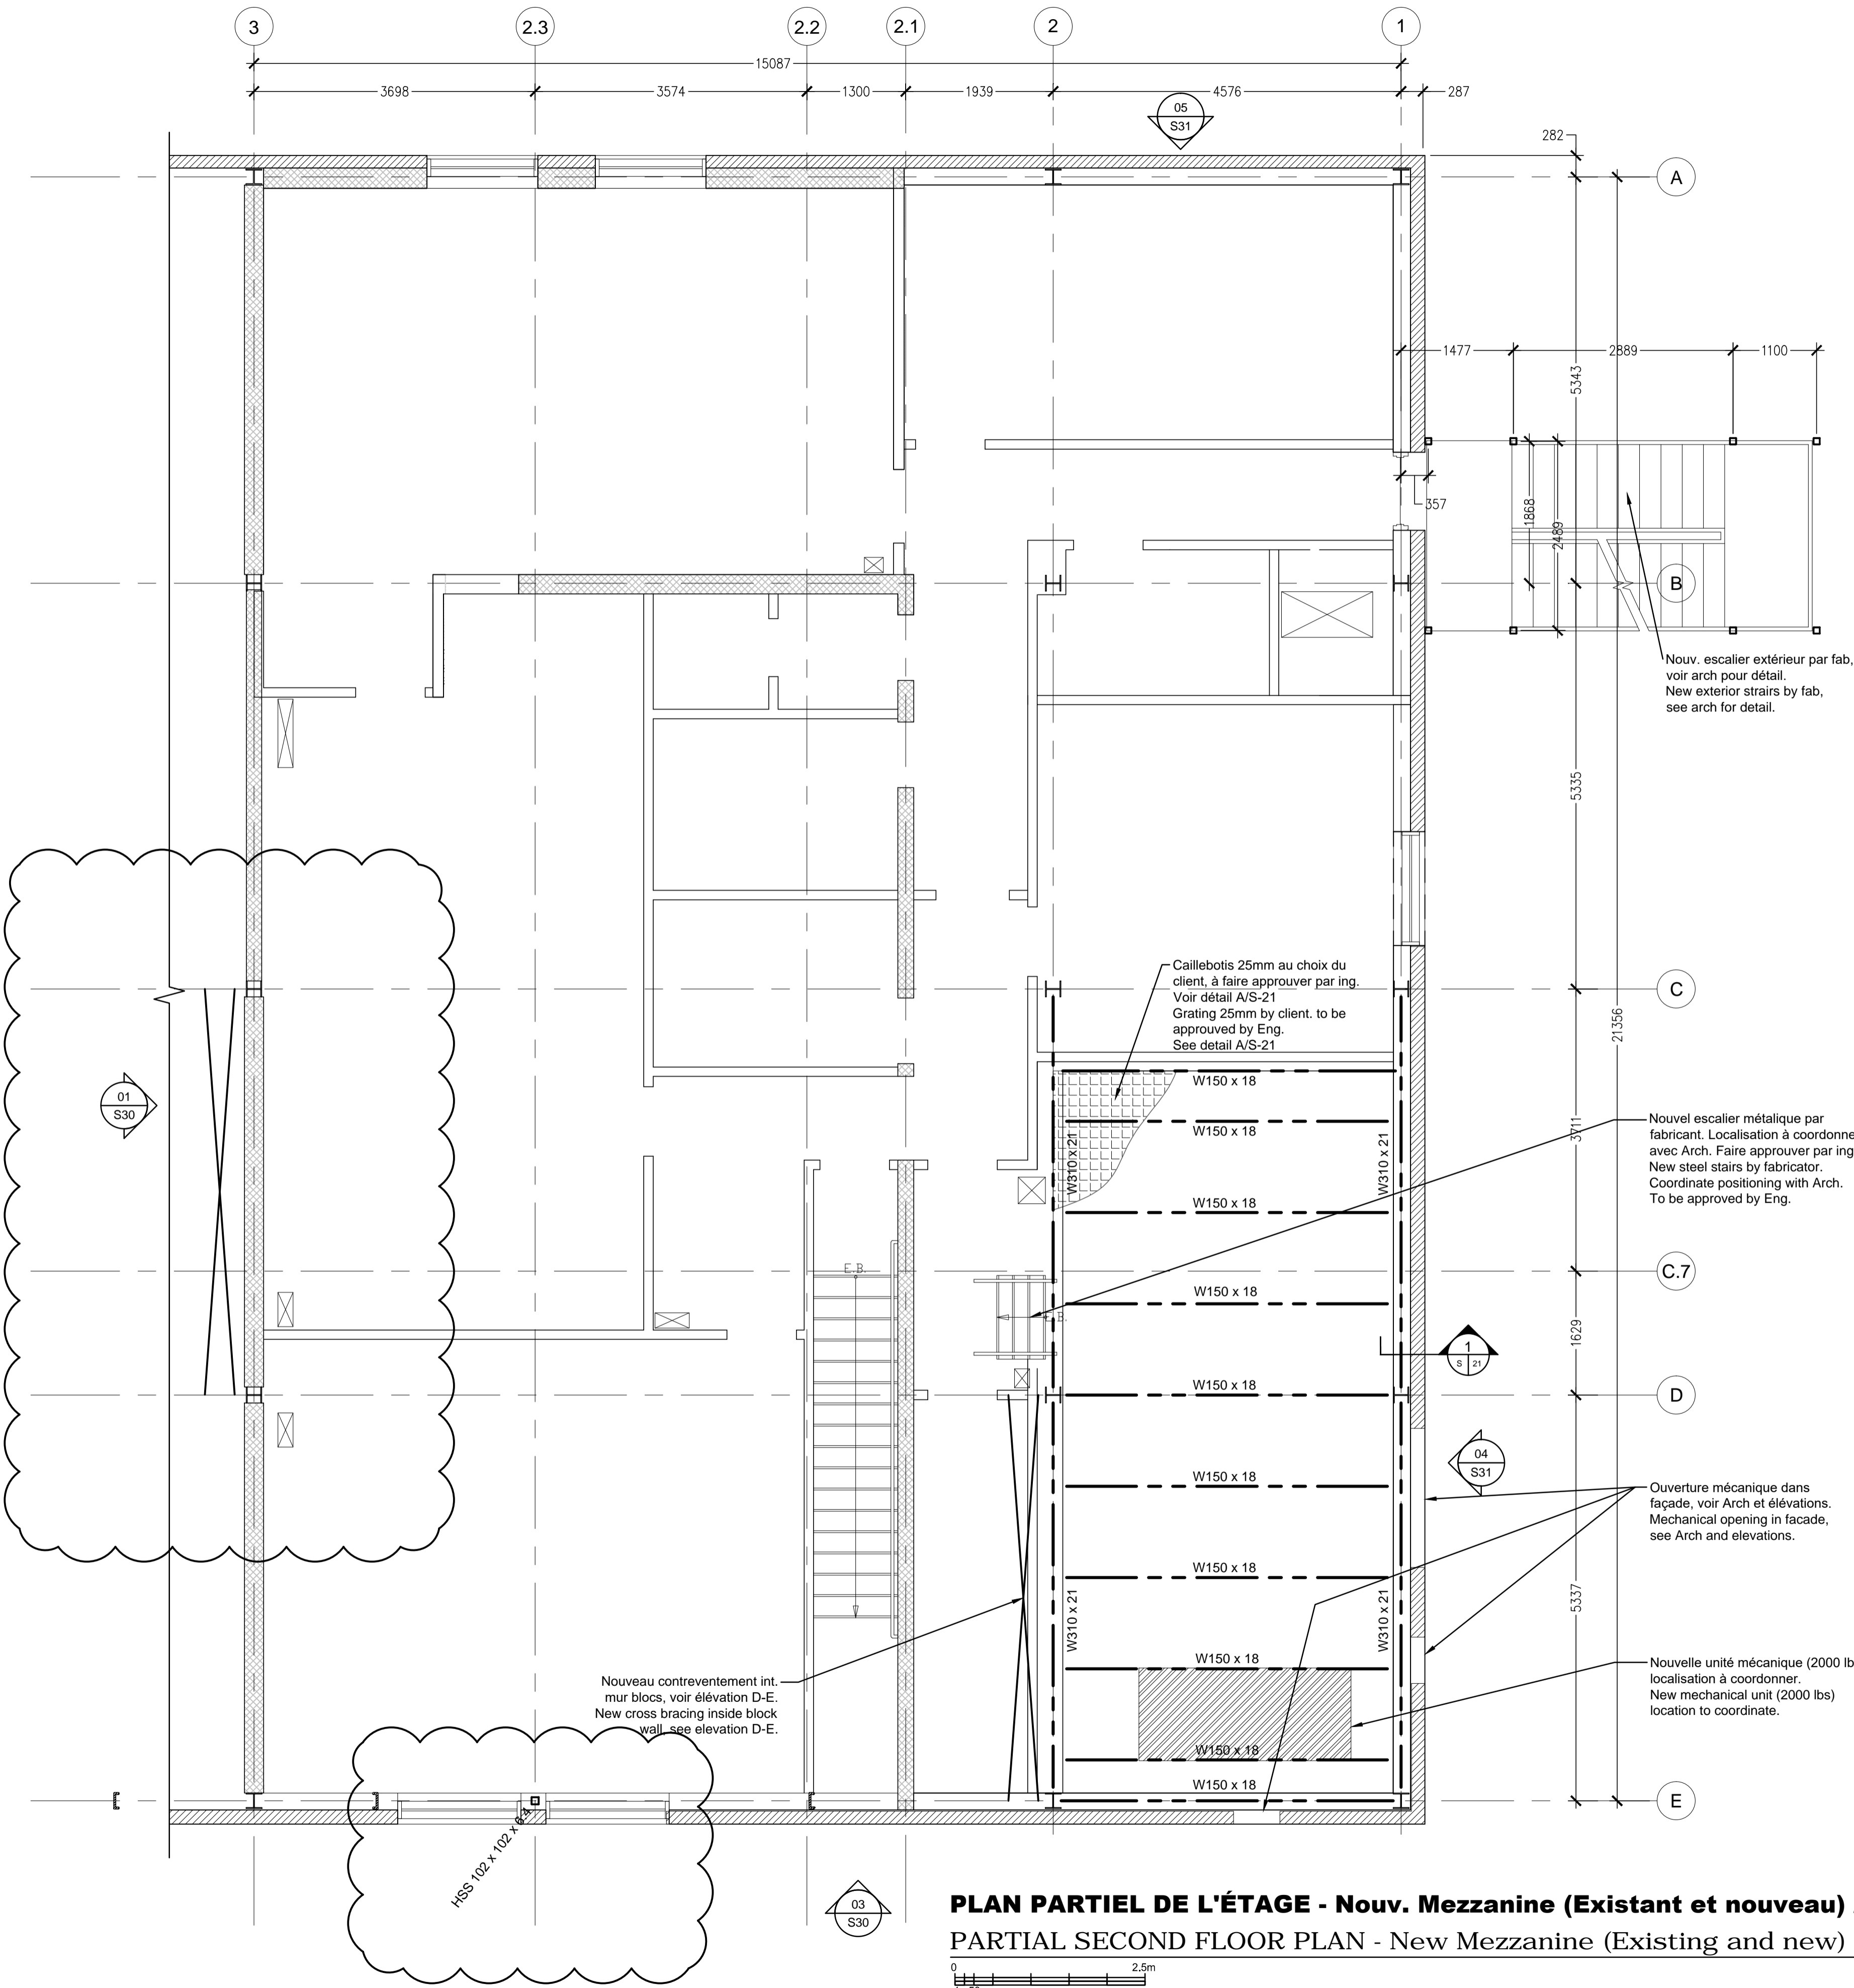 3
2.3
2.2
2.1
2
1
15087
3698
3574
1300
1939
4576
287
05
S31
282
A
1477
2889
1100
5343
357
1868
2489
B
Nouv. escalier extérieur par fab,
voir arch pour détail.
New exterior strairs by fab,
see arch for detail.
5335
Caillebotis 25mm au choix du
client, à faire approuver par ing.
Voir détail A/S-21
Grating 25mm by client. to be
approuved by Eng.
See detail A/S-21
C
21356
W150 x 18
01
S30
W150 x 18
W310 x 21
W310 x 21
3711
Nouvel escalier métalique par
fabricant. Localisation à coordonne
avec Arch. Faire approuver par ing
New steel stairs by fabricator.
Coordinate positioning with Arch.
To be approved by Eng.
W150 x 18
E.B.
C.7
W150 x 18
E.B.
1629
1
S 21
W150 x 18
D
04
S31
W150 x 18
Ouverture mécanique dans
façade, voir Arch et élévations.
Mechanical opening in facade,
see Arch and elevations.
W150 x 18
W310 x 21
W310 x 21
5337
W150 x 18
Nouvelle unité mécanique (2000 lb
localisation à coordonner.
New mechanical unit (2000 lbs)
location to coordinate.
Nouveau contreventement int.
mur blocs, voir élévation D-E.
New cross bracing inside block
wall, see elevation D-E.
W150 x 18
W150 x 18
E
HSS 102 x 102 x 6.4
03
S30
PLAN PARTIEL DE L'ÉTAGE - Nouv. Mezzanine (Existant et nouveau)
PARTIAL SECOND FLOOR PLAN - New Mezzanine (Existing and new)
0 2.5m